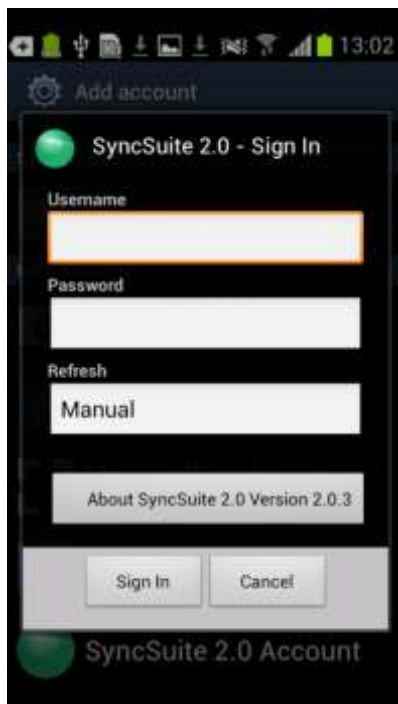 13:02
Add account
SyncSuite 2.0 - Sign In
Username
Password
Refresh
Manual
About SyncSuite 2.0 Version 2.0.3
Sign In Cancel
SyncSuite 2.0 Account